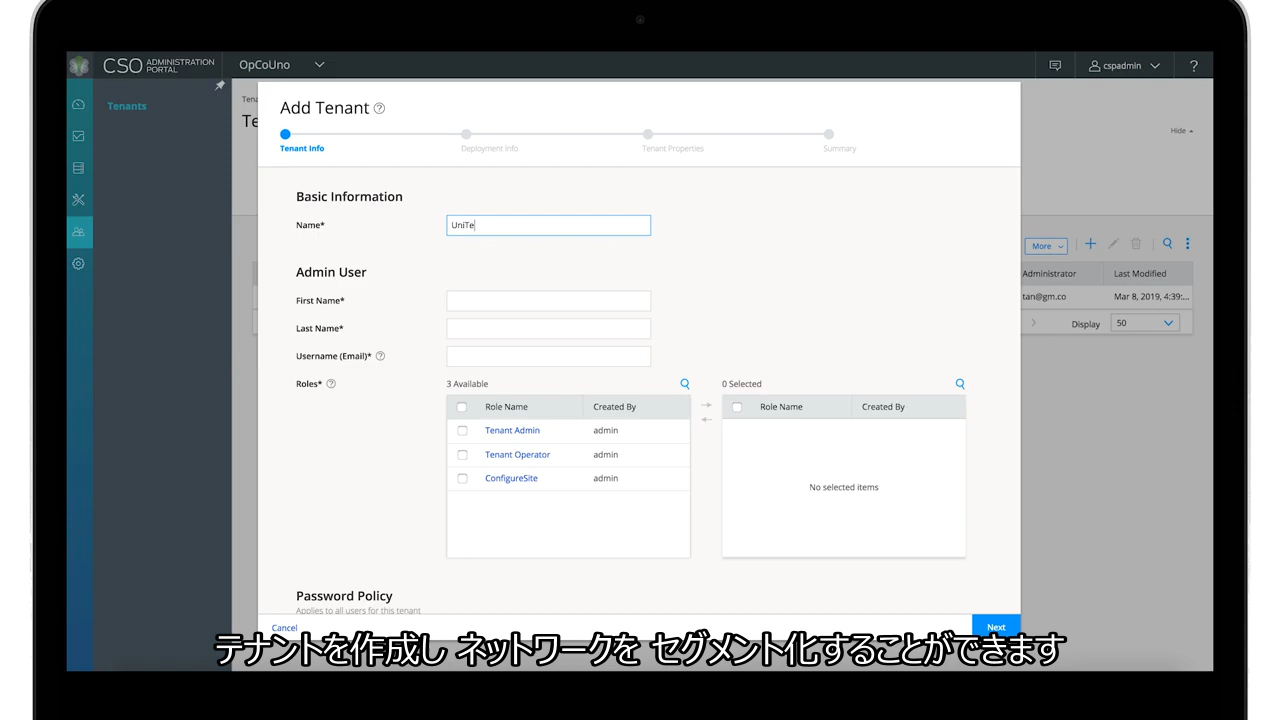 CSO ADMINISTRATION PORTAL
OpCoUno
cspadmin
?
Tenants
Tena
Te
Hide
Add Tenant ?
Tenant Info
Deployment Info
Tenant Properties
Summary
Basic Information
Name*
UniTe
More
Administrator
Last Modified
tan@gm.co
Mar 8, 2019, 4:39:...
Display
50
Admin User
First Name*
Last Name*
Username (Email)* ?
Roles* ?
3 Available
0 Selected
Role Name
Created By
Role Name
Created By
Tenant Admin
admin
Tenant Operator
admin
ConfigureSite
admin
No selected items
Password Policy
Applies to all users for this tenant
Cancel
Next
テナントを作成し ネットワークを セグメント化することができます